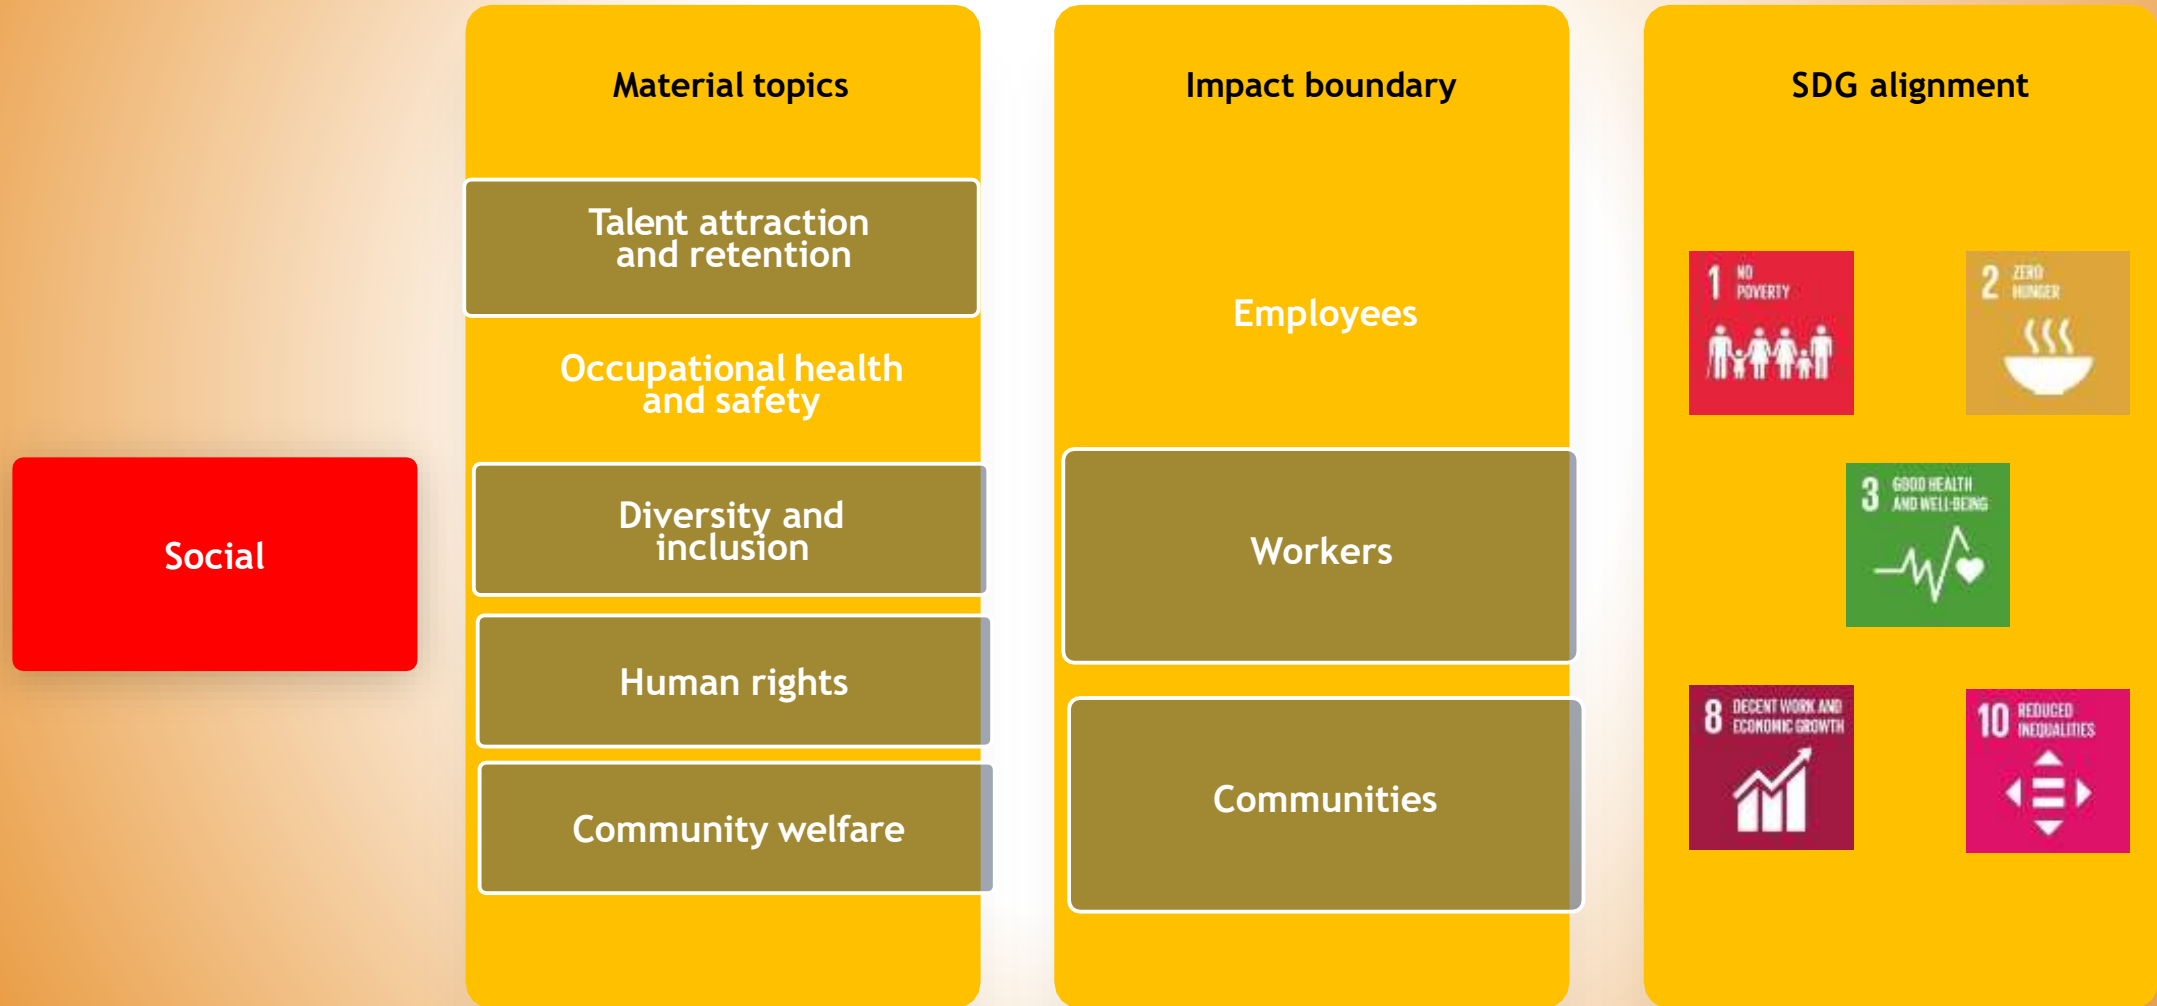 Material topics
Impact boundary
SDG alignment
Talent attraction
and retention
Occupational health
and safety
Diversity and
inclusion
Human rights
Community welfare
Social
Employees
Workers
Communities
1 NO
POVERTY
2 ZERO
HUNGER
3 GOOD HEALTH
AND WELL-BEING
8 DECENT WORK AND
ECONOMIC GROWTH
10 REDUCED
INEQUALITIES